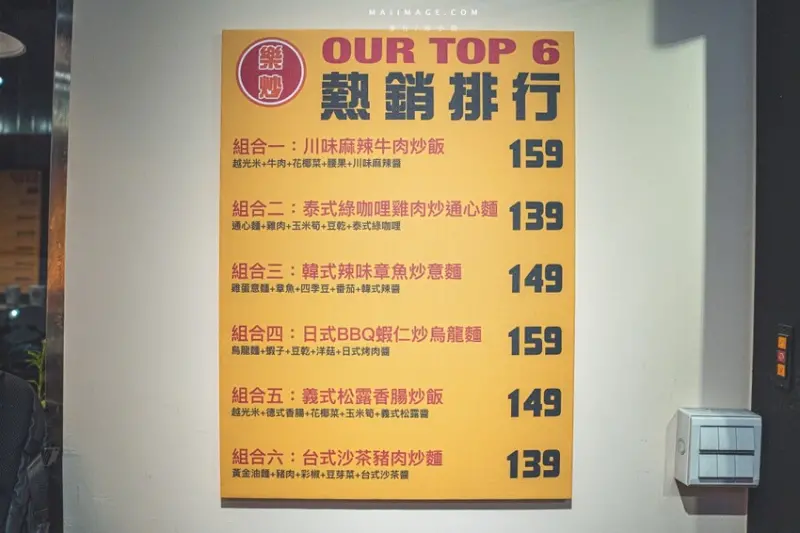 MAIIMAGE.COM
樂炒
OUR TOP 6
熱銷排行
組合一：川味麻辣牛肉炒飯 159
越光米+牛肉+花椰菜+腰果+川味麻辣醬
組合二：泰式綠咖哩雞肉炒通心麵 139
通心麵+雞肉+玉米筍+豆乾+泰式綠咖哩
組合三：韓式辣味章魚炒意麵 149
雞蛋意麵+章魚+四季豆+番茄+韓式辣醬
組合四：日式BBQ蝦仁炒烏龍麵 159
烏龍麵+蝦子+豆乾+洋菇+日式烤肉醬
組合五：義式松露香腸炒飯 149
越光米+德式香腸+花椰菜+玉米筍+義式松露醬
組合六：台式沙茶豬肉炒麵 139
黃金油麵+豬肉+彩椒+豆芽菜+台式沙茶醬